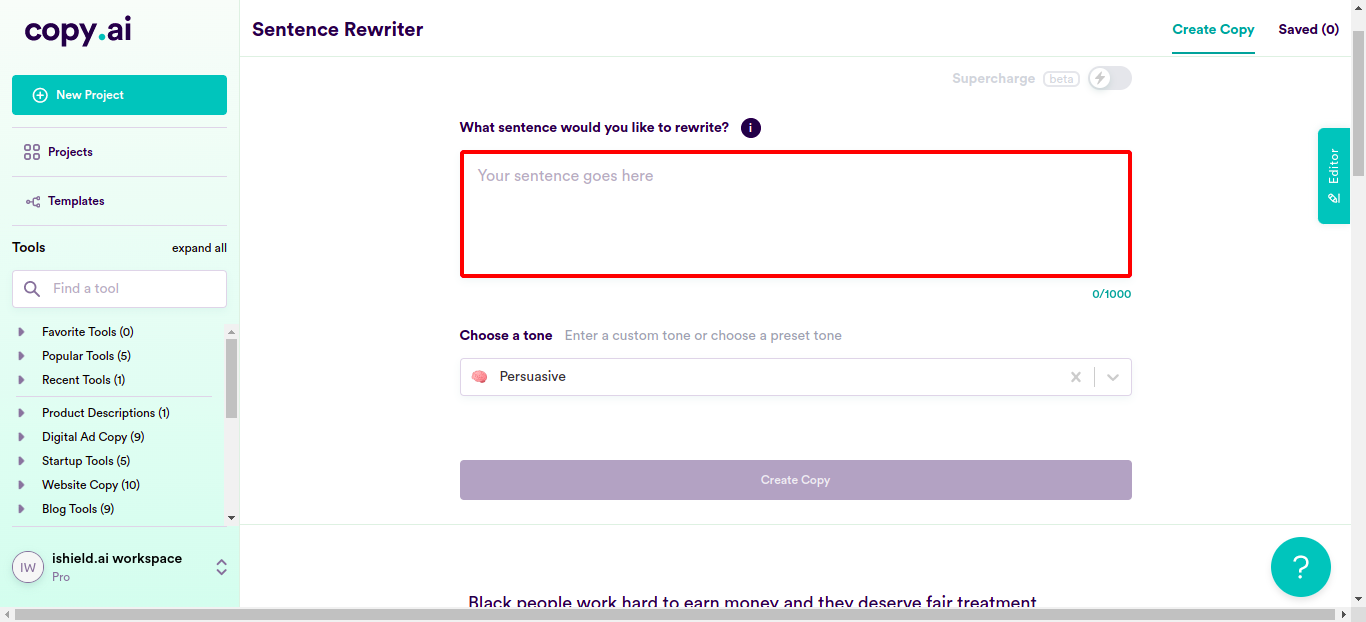 copy.ai
New Project
Projects
Templates
Tools
expand all
Find a tool
Favorite Tools (0)
Popular Tools (5)
Recent Tools (1)
Product Descriptions (1)
Digital Ad Copy (9)
Startup Tools (5)
Website Copy (10)
Blog Tools (9)
IW
ishield.ai workspace
Pro
Sentence Rewriter
Create Copy
Saved (0)
Supercharge beta
What sentence would you like to rewrite? i
Your sentence goes here
0/1000
Choose a tone Enter a custom tone or choose a preset tone
Persuasive
Create Copy
Black people work hard to earn money and they deserve fair treatment
Editor
?